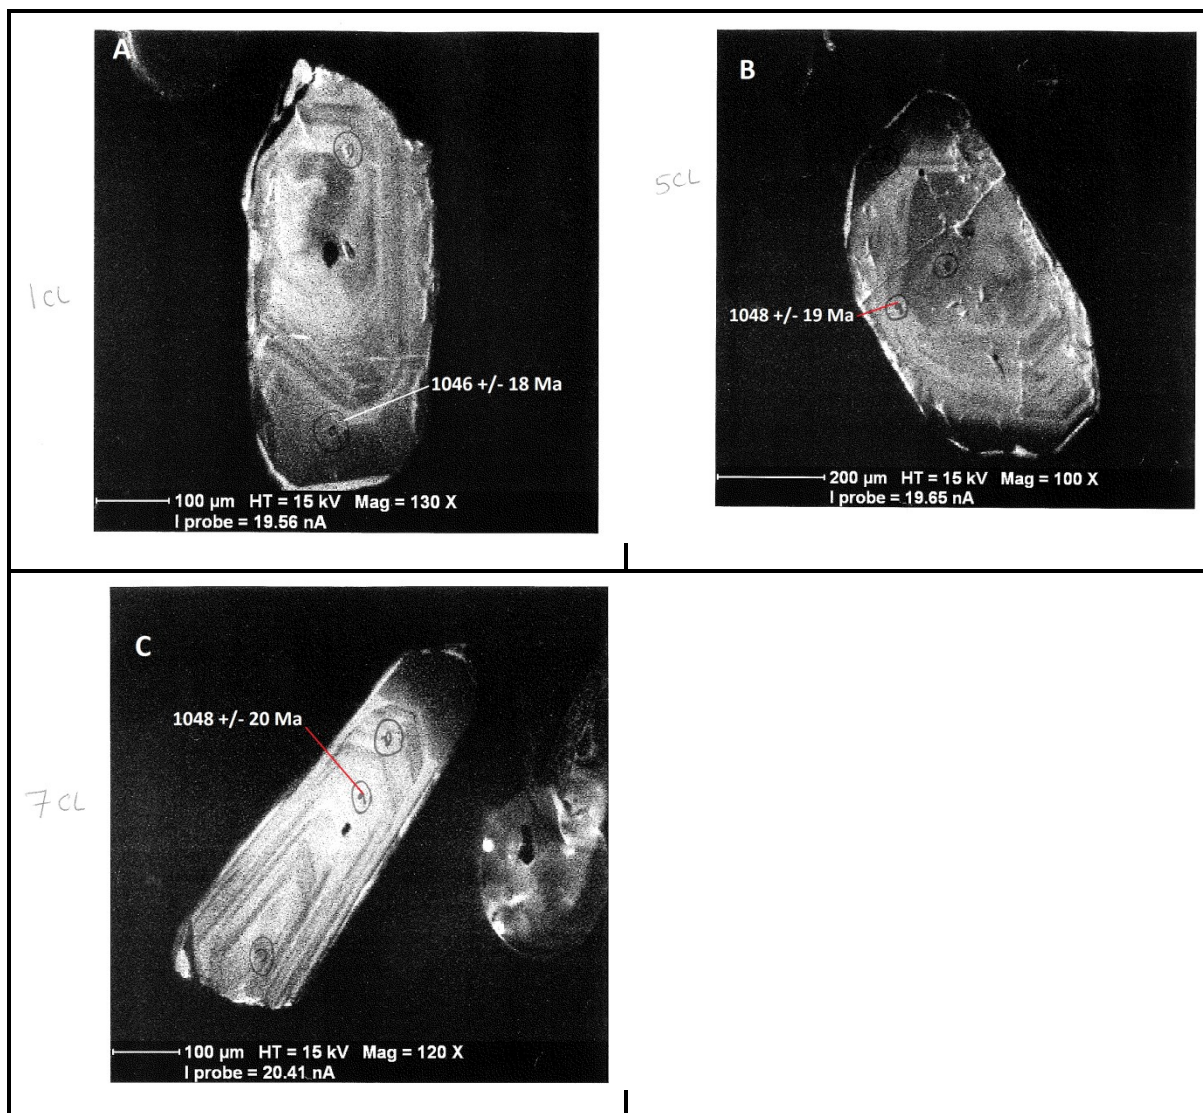 A
1CL
1046 +/- 18 Ma
100 µm HT = 15 kV Mag = 130 X
I probe = 19.56 nA
B
5CL
1048 +/- 19 Ma
200 µm HT = 15 kV Mag = 100 X
I probe = 19.65 nA
C
1048 +/- 20 Ma
7CL
100 µm HT = 15 kV Mag = 120 X
I probe = 20.41 nA